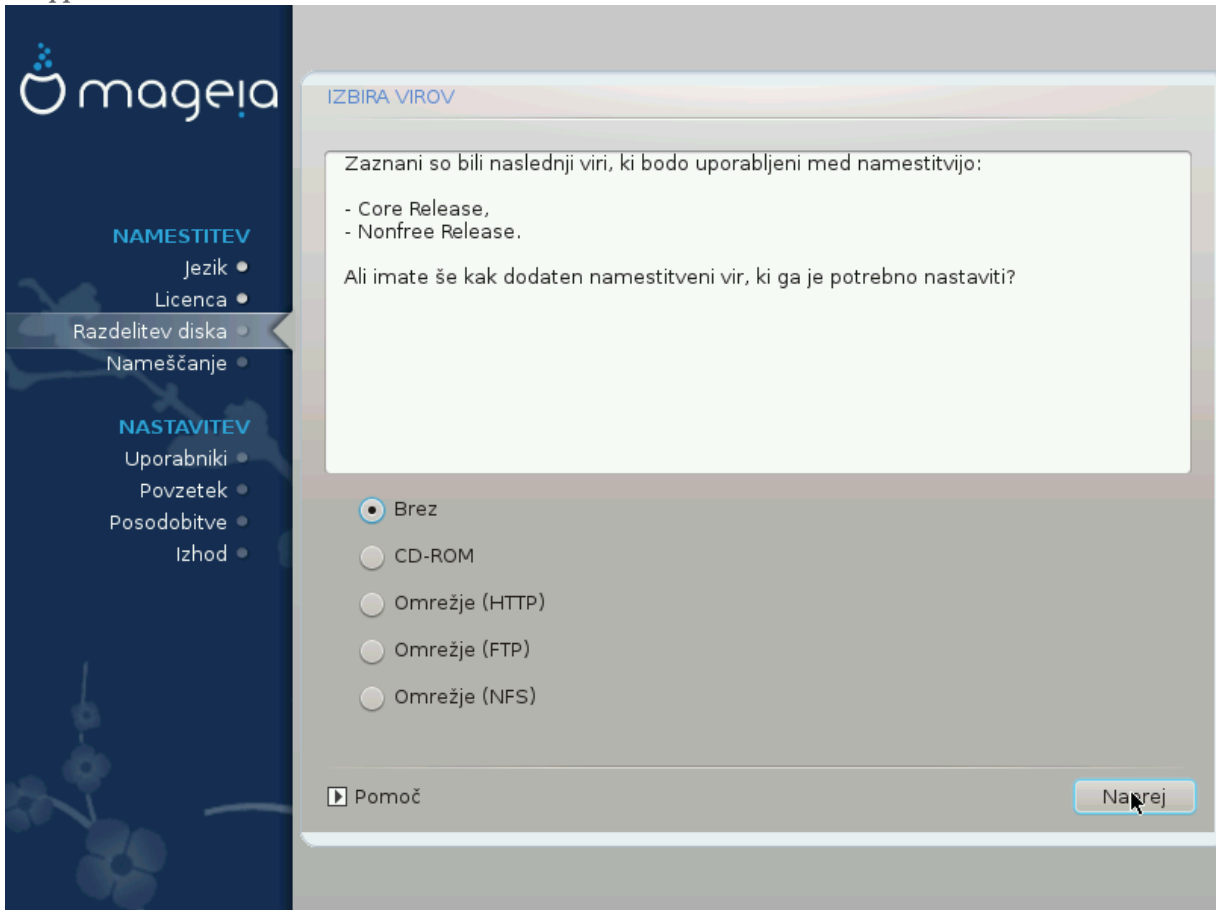 mageia
NAMESTITEV
Jezik
Licenca
Razdelitev diska
Nameščanje
NASTAVITEV
Uporabniki
Povzetek
Posodobitve
Izhod
IZBIRA VIROV
Zaznani so bili naslednji viri, ki bodo uporabljeni med namestitvijo:
- Core Release,
- Nonfree Release.
Ali imate še kak dodaten namestitveni vir, ki ga je potrebno nastaviti?
Brez
CD-ROM
Omrežje (HTTP)
Omrežje (FTP)
Omrežje (NFS)
Pomoč
Naprej